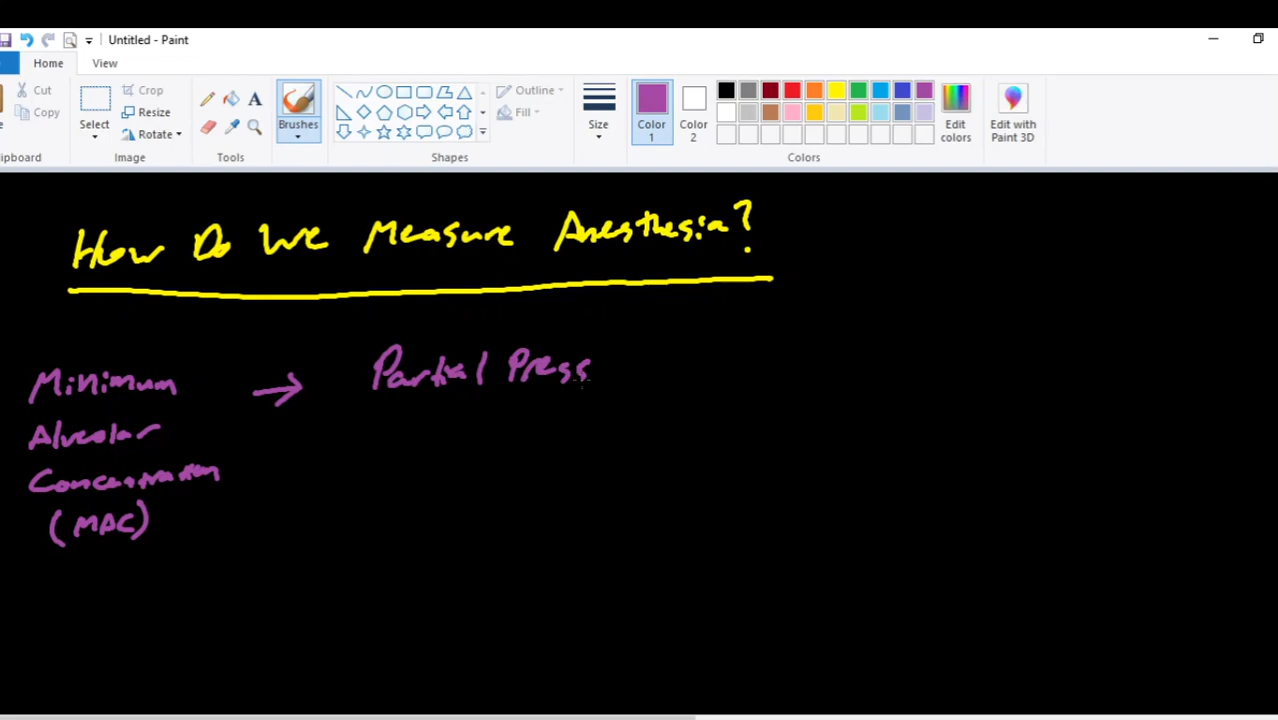 Untitled - Paint
Home View
Cut
Copy
lipboard
Select
Crop
Resize
Rotate
Image
A
Tools
Brushes
Outline
Fill
Shapes
Size
Color 1
Color 2
Edit colors
Colors
Edit with Paint 3D
How Do We Measure Anesthesia?
Minimum → Partial Press
Alveolar
Concentration
(MAC)